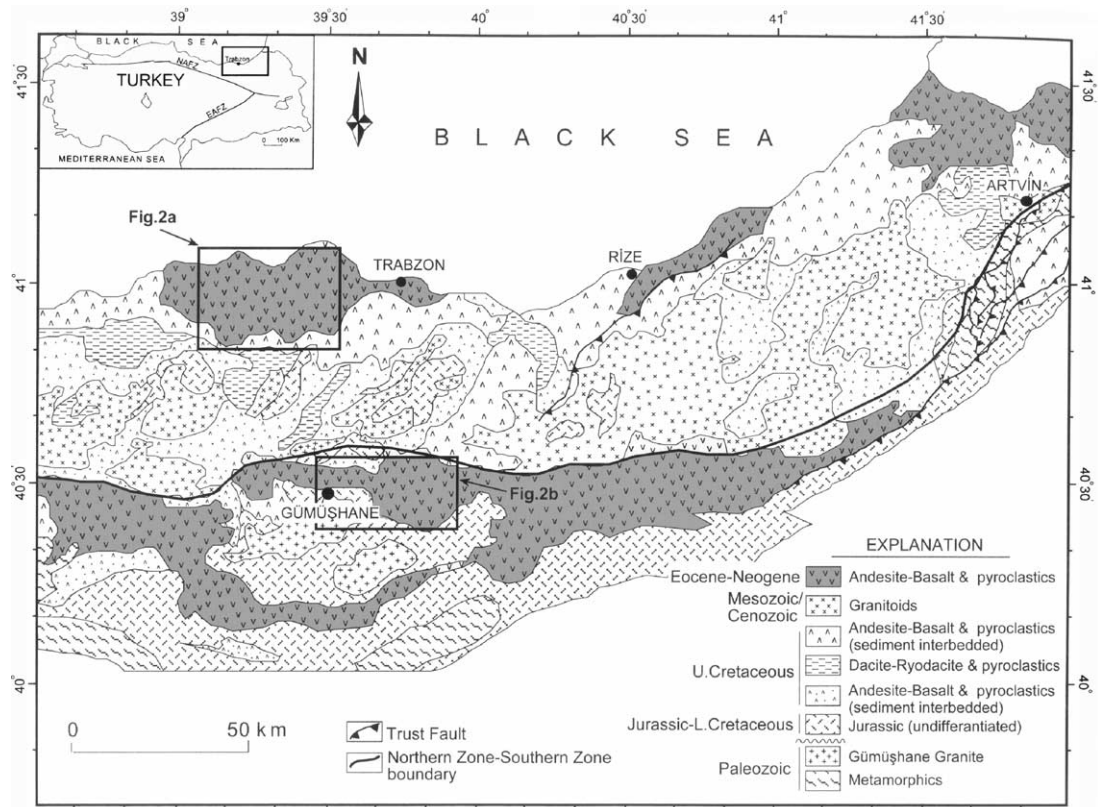 39°
39° 30'
40°
40° 30'
41°
41° 30'
BLACK SEA
Trabzon
NAFZ
TURKEY
EAFZ
0 100 Km
MEDITERRANEAN SEA
N
BLACK SEA
41° 30'
41° 30'
ARTVİN
Fig.2a
TRABZON
RİZE
41°
41°
40° 30'
40° 30'
GÜMÜŞHANE
Fig.2b
EXPLANATION
Eocene-Neogene Andesite-Basalt & pyroclastics
Mesozoic/
Cenozoic Granitoids
Andesite-Basalt & pyroclastics
(sediment interbedded)
U.Cretaceous Dacite-Ryodacite & pyroclastics
Andesite-Basalt & pyroclastics
(sediment interbedded)
Jurassic-L.Cretaceous Jurassic (undifferantiated)
Paleozoic Gümüşhane Granite
Metamorphics
40°
40°
0 50 km
Trust Fault
Northern Zone-Southern Zone
boundary